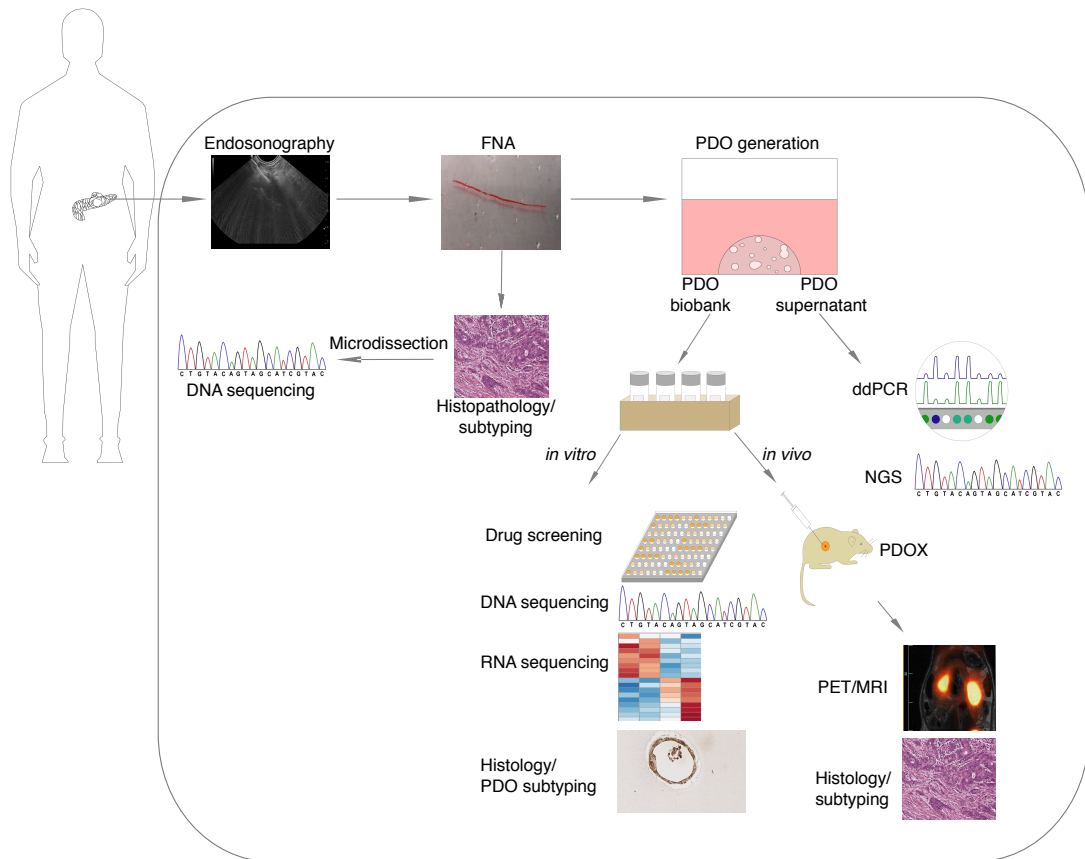 Endosonography
FNA
PDO generation
PDO
biobank
PDO
supernatant
Microdissection
C T G T A C A G T A G C A T C G T A C
DNA sequencing
Histopathology/
subtyping
ddPCR
in vitro
in vivo
NGS
C T G T A C A G T A G C A T C G T A C
Drug screening
PDOX
DNA sequencing
C T G T A C A G T A G C A T C G T A C
RNA sequencing
PET/MRI
Histology/
PDO subtyping
Histology/
subtyping